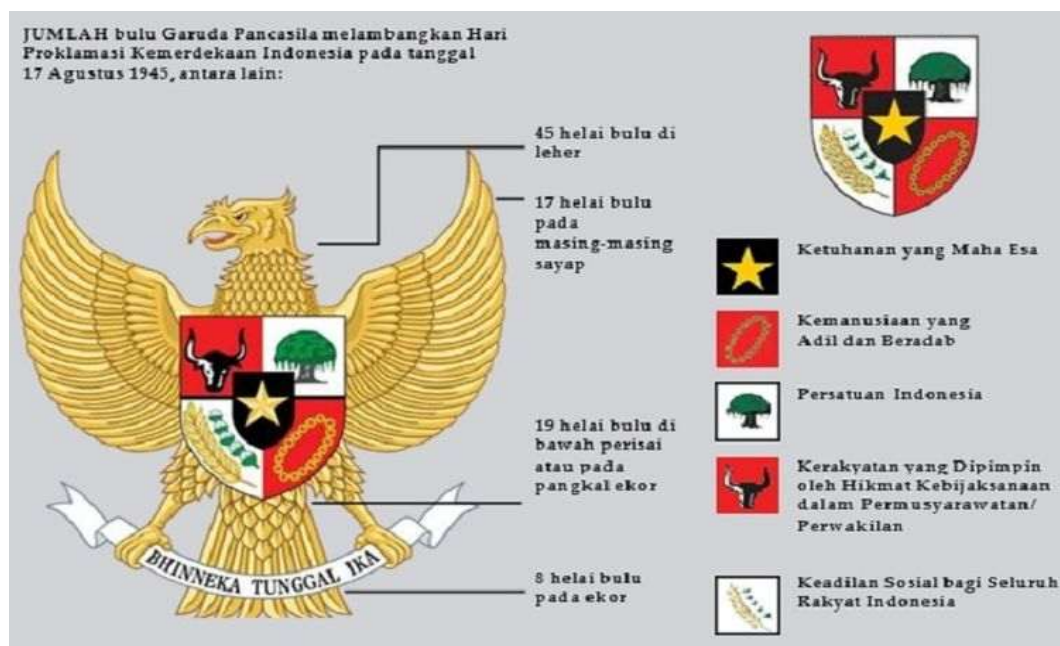 JUMLAH bulu Garuda Pancasila melambangkan Hari
Proklamasi Kemerdekaan Indonesia pada tanggal
17 Agustus 1945, antara lain:
45 helai bulu di
leher
17 helai bulu
pada
masing-masing
sayap
19 helai bulu di
bawah perisai
atau pada
pangkal ekor
8 helai bulu
pada ekor
BHINNEKA TUNGGAL IKA
Ketuhanan yang Maha Esa
Kemanusiaan yang
Adil dan Beradab
Persatuan Indonesia
Kerakyatan yang Dipimpin
oleh Hikmat Kebijaksanaan
dalam Permusyarawatan/
Perwakilan
Keadilan Sosial bagi Seluruh
Rakyat Indonesia